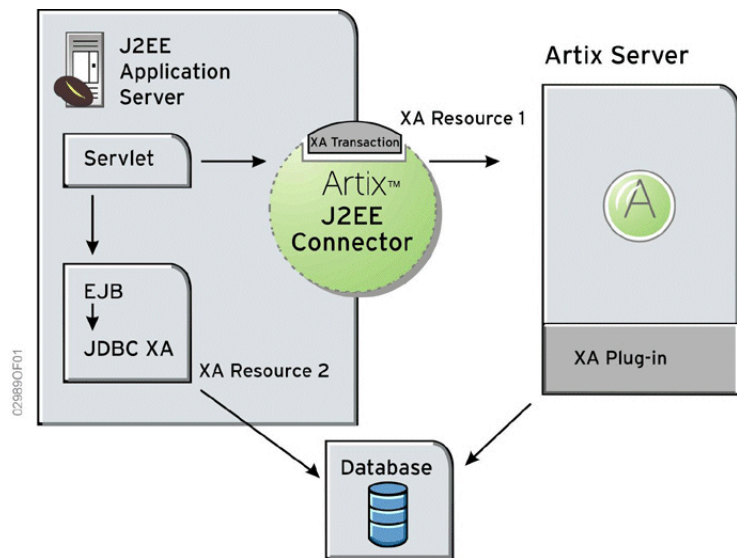 J2EE
Application
Server
Servlet
EJB
JDBC XA
XA Transaction
Artix™
J2EE
Connector
XA Resource 1
XA Resource 2
Artix Server
A
XA Plug-in
Database
02989OF01